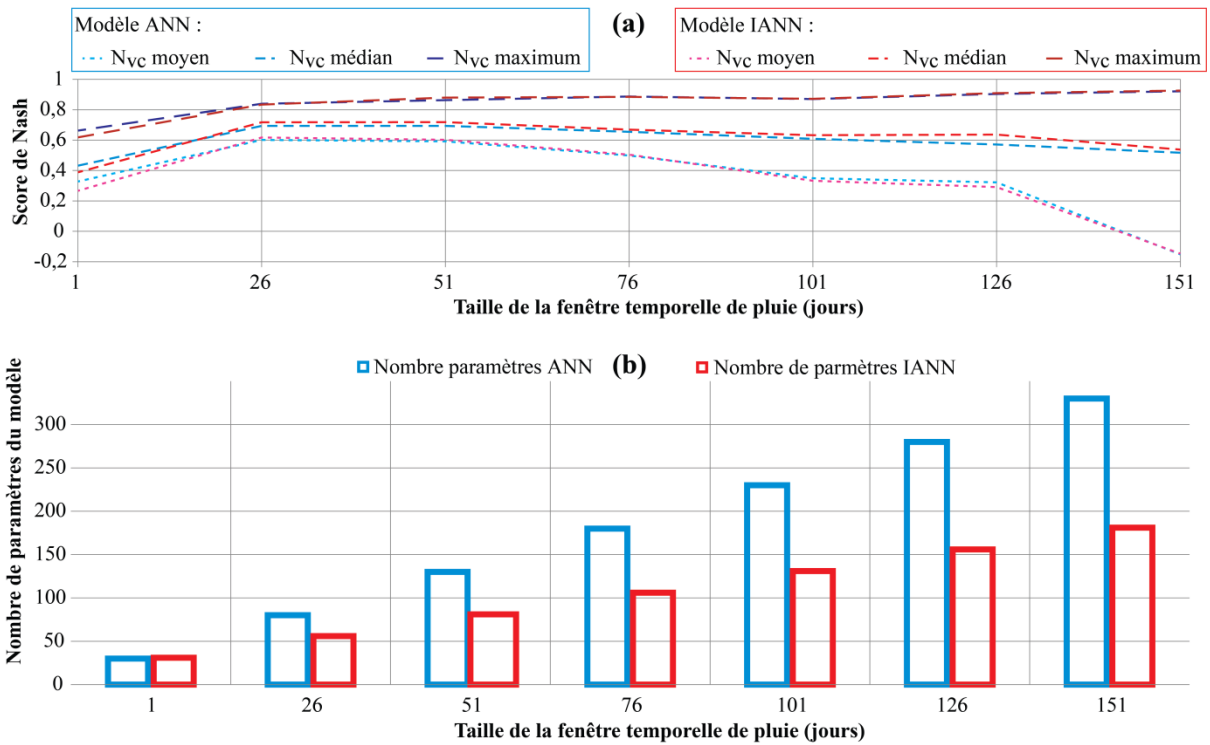 Modèle ANN :
(a)
Modèle IANN :
Nvc moyen Nvc médian Nvc maximum
Nvc moyen Nvc médian Nvc maximum
Score de Nash
1
0,8
0,6
0,4
0,2
0
-0,2
1 26 51 76 101 126 151
Taille de la fenêtre temporelle de pluie (jours)
Nombre paramètres ANN
(b)
Nombre de parmètres IANN
Nombre de paramètres du modèle
300
250
200
150
100
50
0
1 26 51 76 101 126 151
Taille de la fenêtre temporelle de pluie (jours)